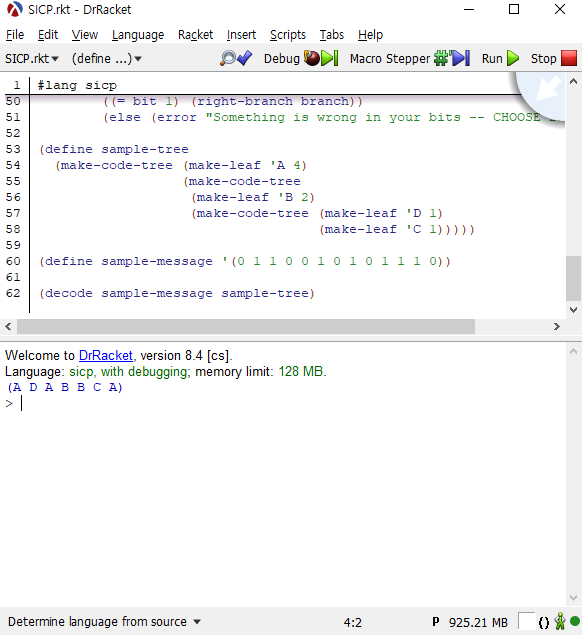 SICP.rkt - DrRacket
File Edit View Language Racket Insert Scripts Tabs Help
SICP.rkt (define ...) Debug Macro Stepper Run Stop
1 #lang sicp
50 ((= bit 1) (right-branch branch))
51 (else (error "Something is wrong in your bits -- CHOOSE
52
53 (define sample-tree
54 (make-code-tree (make-leaf 'A 4)
55 (make-code-tree
56 (make-leaf 'B 2)
57 (make-code-tree (make-leaf 'D 1)
58 (make-leaf 'C 1)))))
59
60 (define sample-message '(0 1 1 0 0 1 0 1 0 1 1 1 0))
61
62 (decode sample-message sample-tree)
Welcome to DrRacket, version 8.4 [cs].
Language: sicp, with debugging; memory limit: 128 MB.
(A D A B B C A)
>
Determine language from source 4:2 P 925.21 MB ()